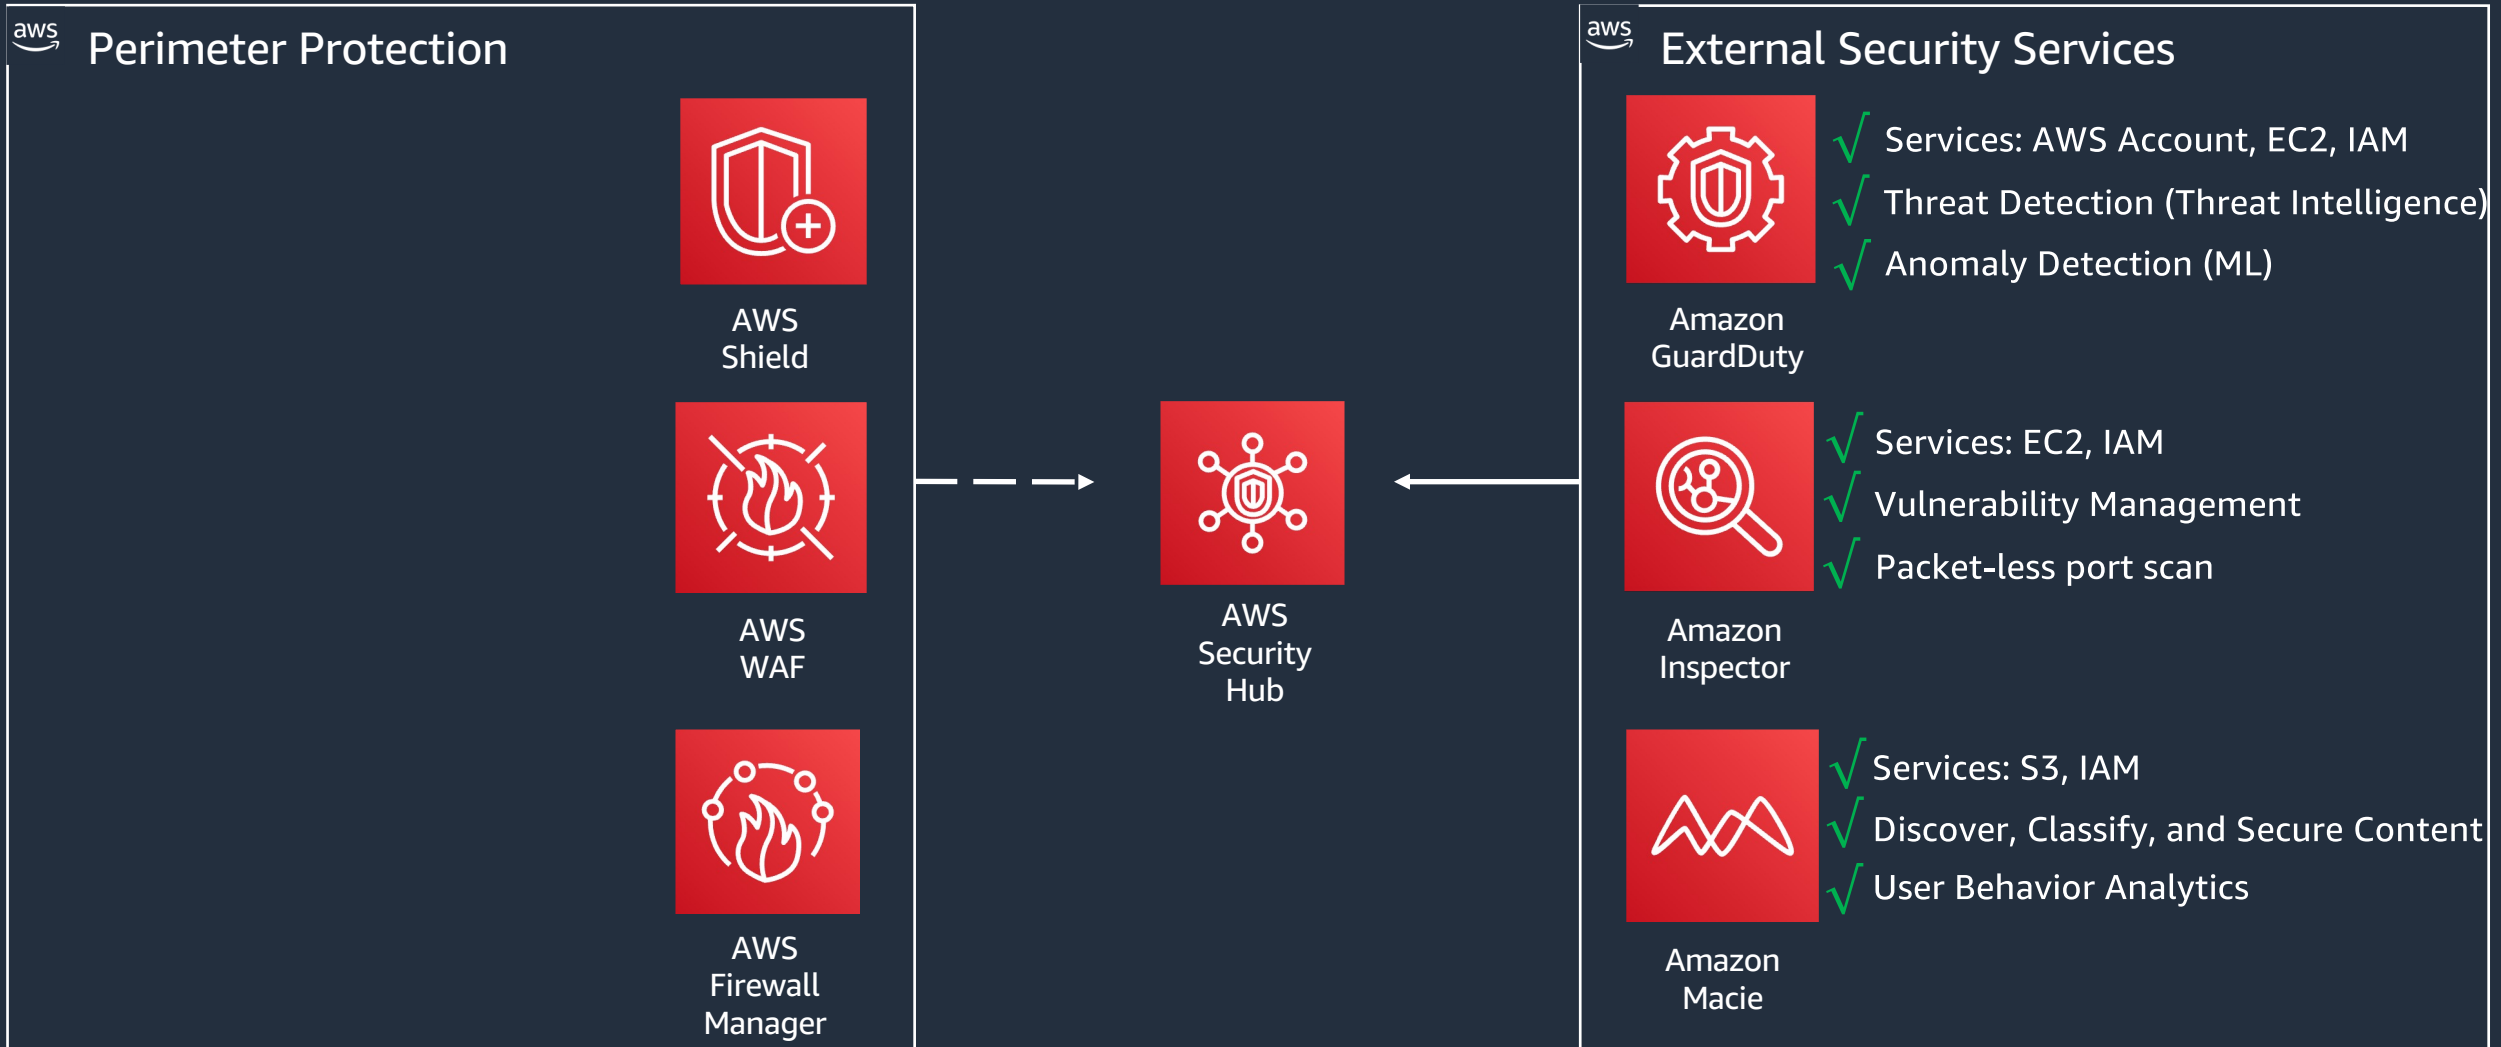 aws
Perimeter Protection
AWS
Shield
AWS
WAF
AWS
Firewall
Manager
AWS
Security
Hub
aws
External Security Services
Services: AWS Account, EC2, IAM
Threat Detection (Threat Intelligence)
Anomaly Detection (ML)
Amazon
GuardDuty
Services: EC2, IAM
Vulnerability Management
Packet-less port scan
Amazon
Inspector
Services: S3, IAM
Discover, Classify, and Secure Content
User Behavior Analytics
Amazon
Macie